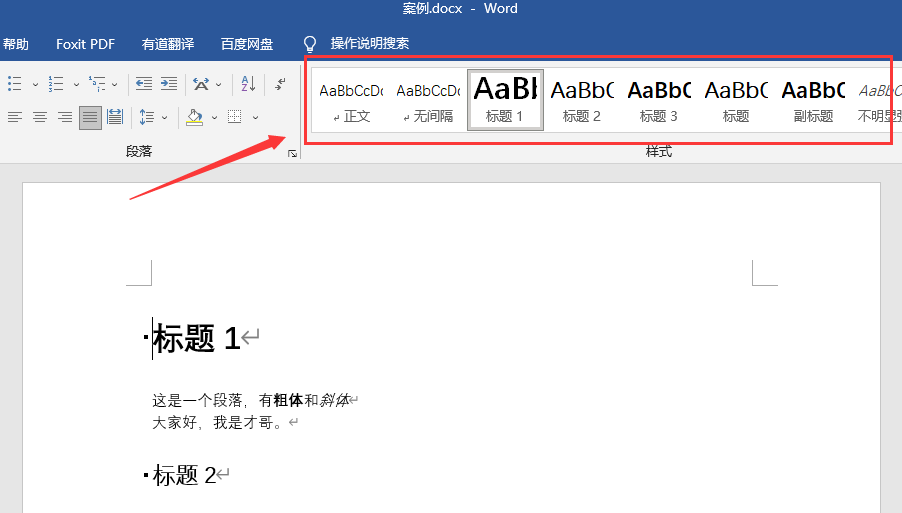 案例.docx - Word
帮助 Foxit PDF 有道翻译 百度网盘 操作说明搜索
AaBbCcDc AaBbCcDc AaBl AaBbC AaBbC AaBbC AaBbC AaBbC
正文 无间隔 标题 1 标题 2 标题 3 标题 副标题 不明显强
段落 样式
标题 1
这是一个段落，有粗体和斜体
大家好，我是才哥。
标题 2